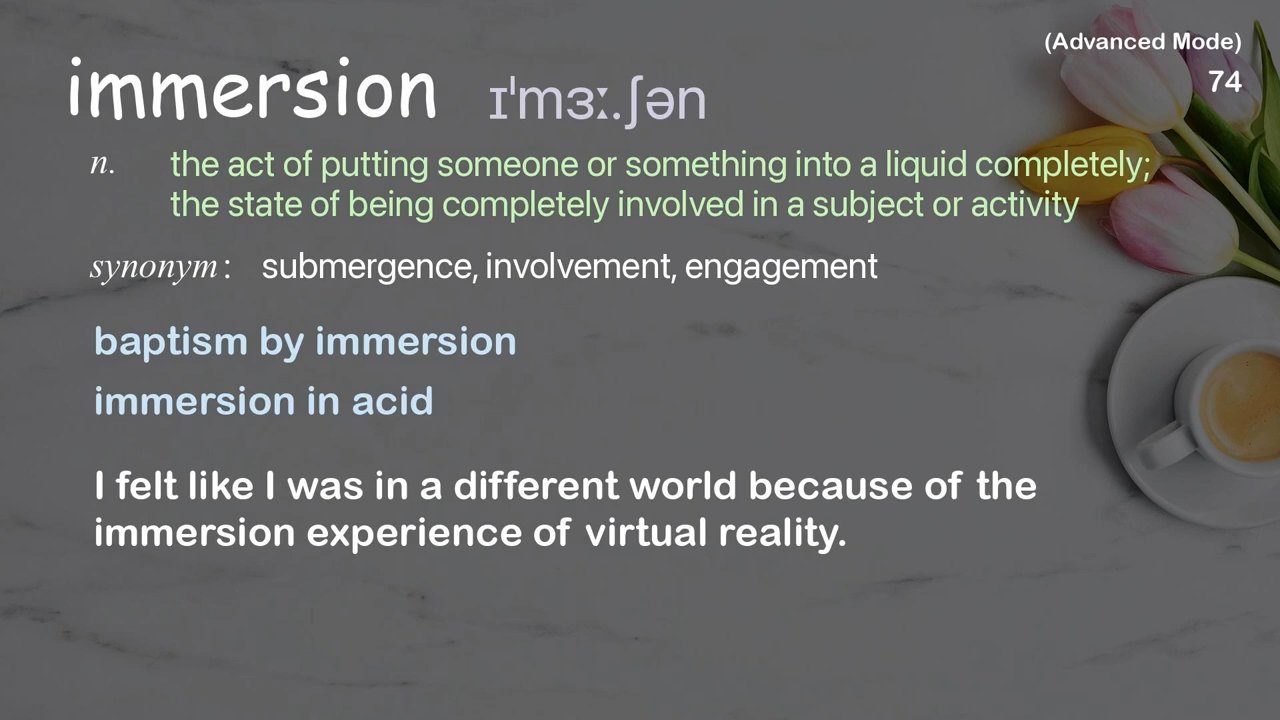 (Advanced Mode)
immersion ɪˈmɜː.ʃən
74
n. the act of putting someone or something into a liquid completely;
the state of being completely involved in a subject or activity
synonym: submergence, involvement, engagement
baptism by immersion
immersion in acid
I felt like I was in a different world because of the
immersion experience of virtual reality.